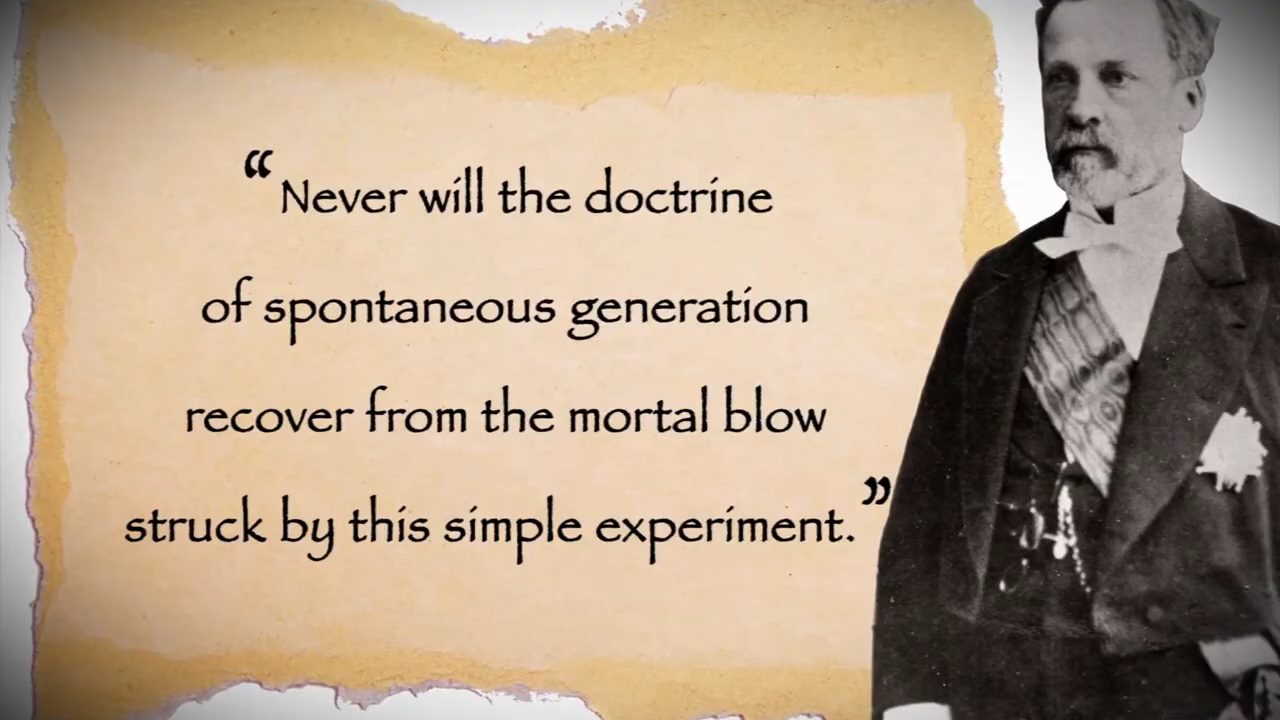 “Never will the doctrine
of spontaneous generation
recover from the mortal blow
struck by this simple experiment.”